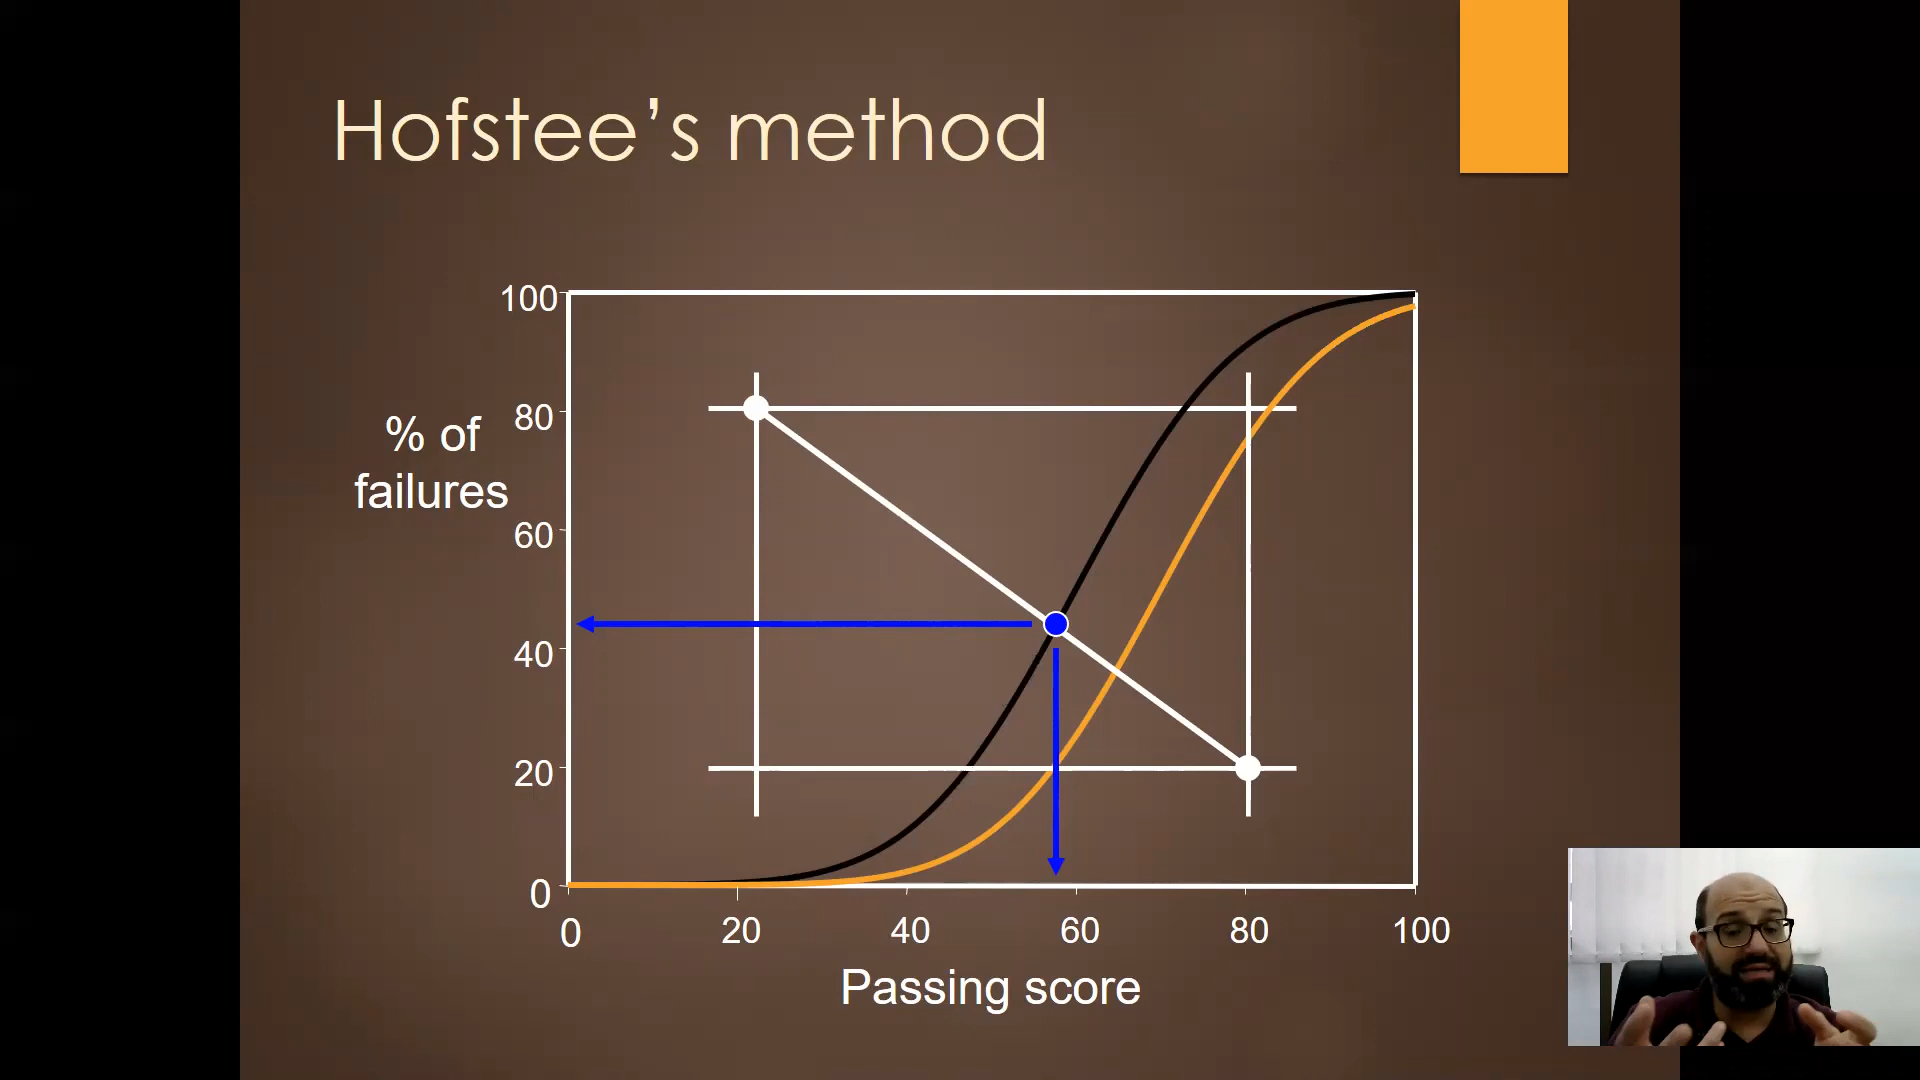 Hofstee’s method
% of
failures
100
80
60
40
20
0
0 20 40 60 80 100
Passing score